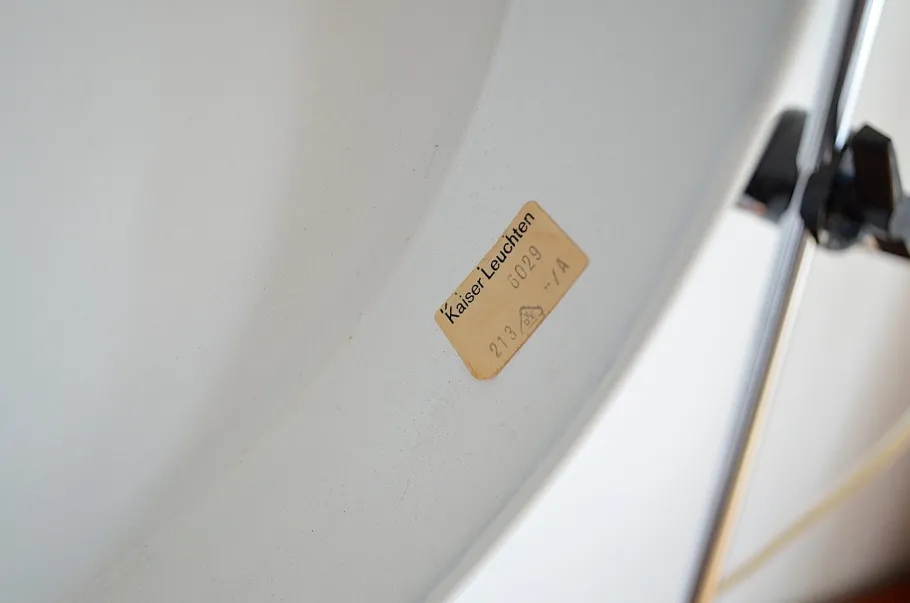 Kaiser Leuchten
6029
213 -/A